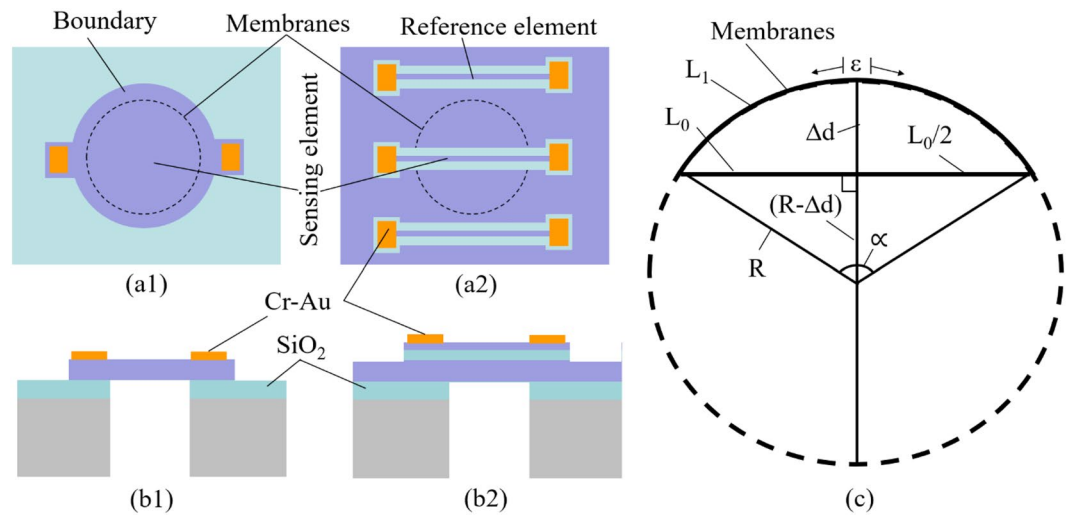 Boundary
Membranes
Reference element
Sensing element
(a1)
(a2)
Cr-Au
SiO₂
(b1)
(b2)
Membranes
ε
L₁
Δd
L₀
L₀/2
(R-Δd)
R
∝
(c)